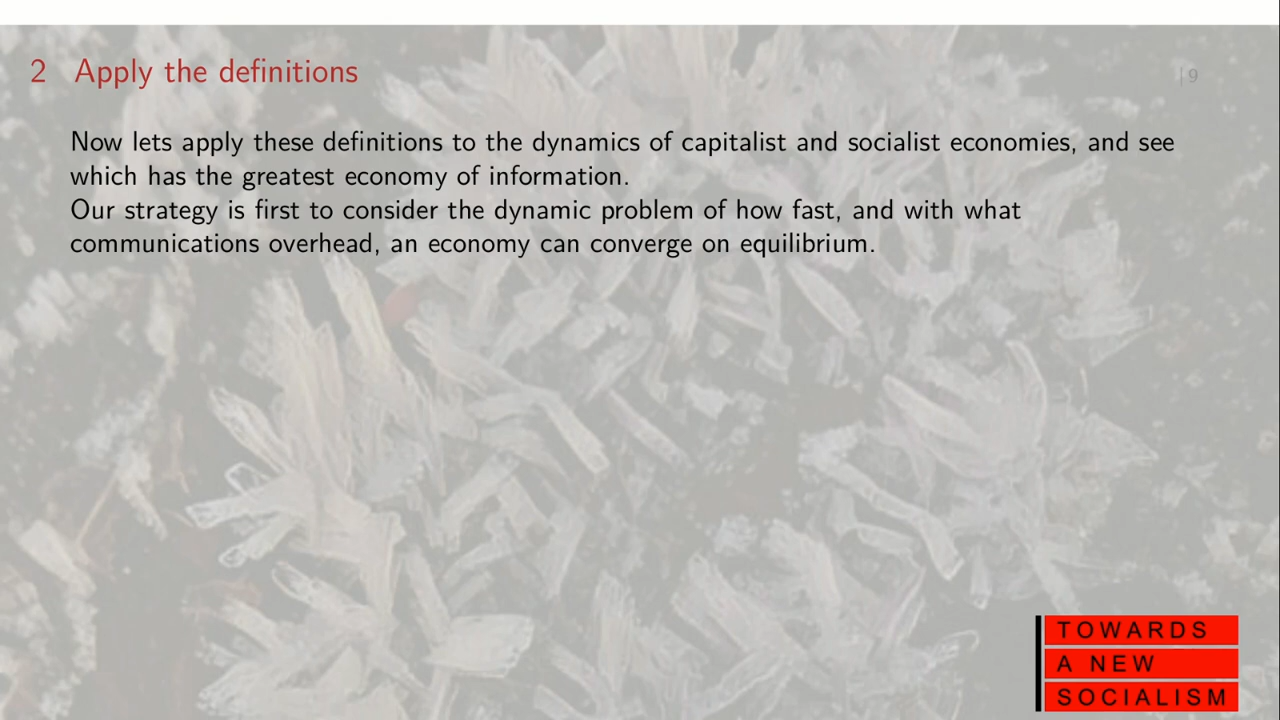 2 Apply the definitions
|9
Now lets apply these definitions to the dynamics of capitalist and socialist economies, and see
which has the greatest economy of information.
Our strategy is first to consider the dynamic problem of how fast, and with what
communications overhead, an economy can converge on equilibrium.
TOWARDS
A NEW
SOCIALISM